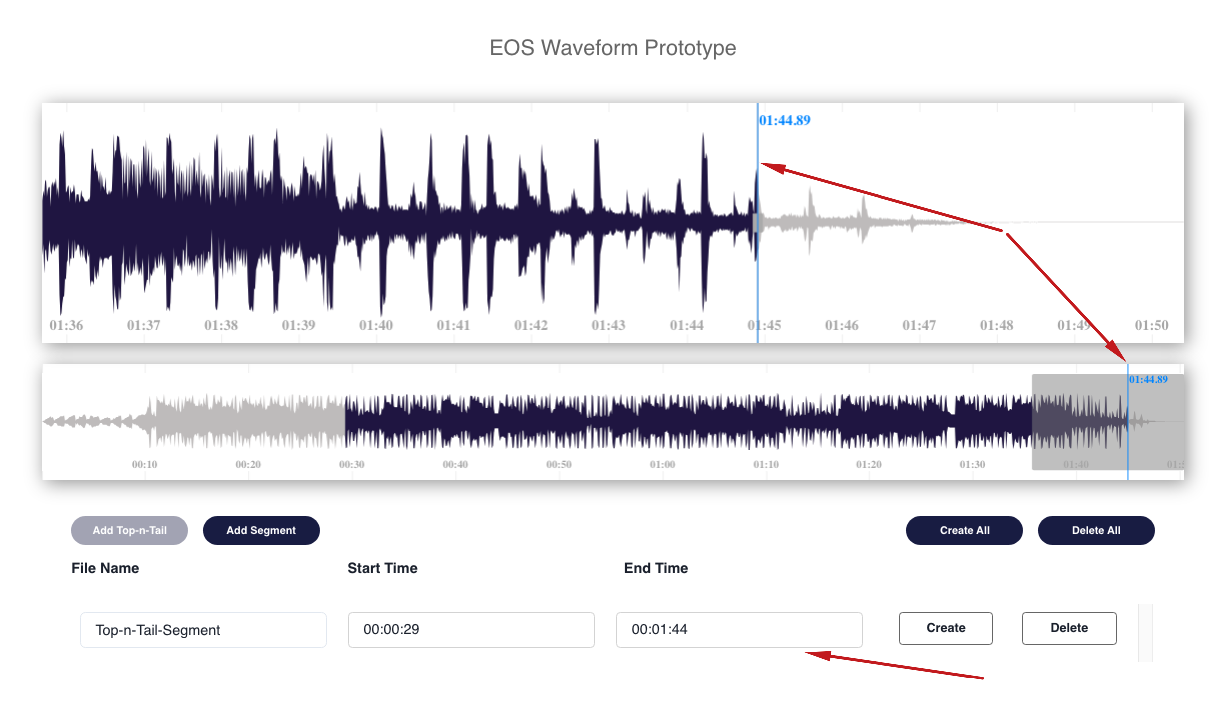 EOS Waveform Prototype
01:44.89
01:36 01:37 01:38 01:39 01:40 01:41 01:42 01:43 01:44 01:45 01:46 01:47 01:48 01:49 01:50
01:44.89
00:10 00:20 00:30 00:40 00:50 01:00 01:10 01:20 01:30 01:40
Add Top-n-Tail Add Segment Create All Delete All
File Name Start Time End Time
Top-n-Tail-Segment 00:00:29 00:01:44 Create Delete